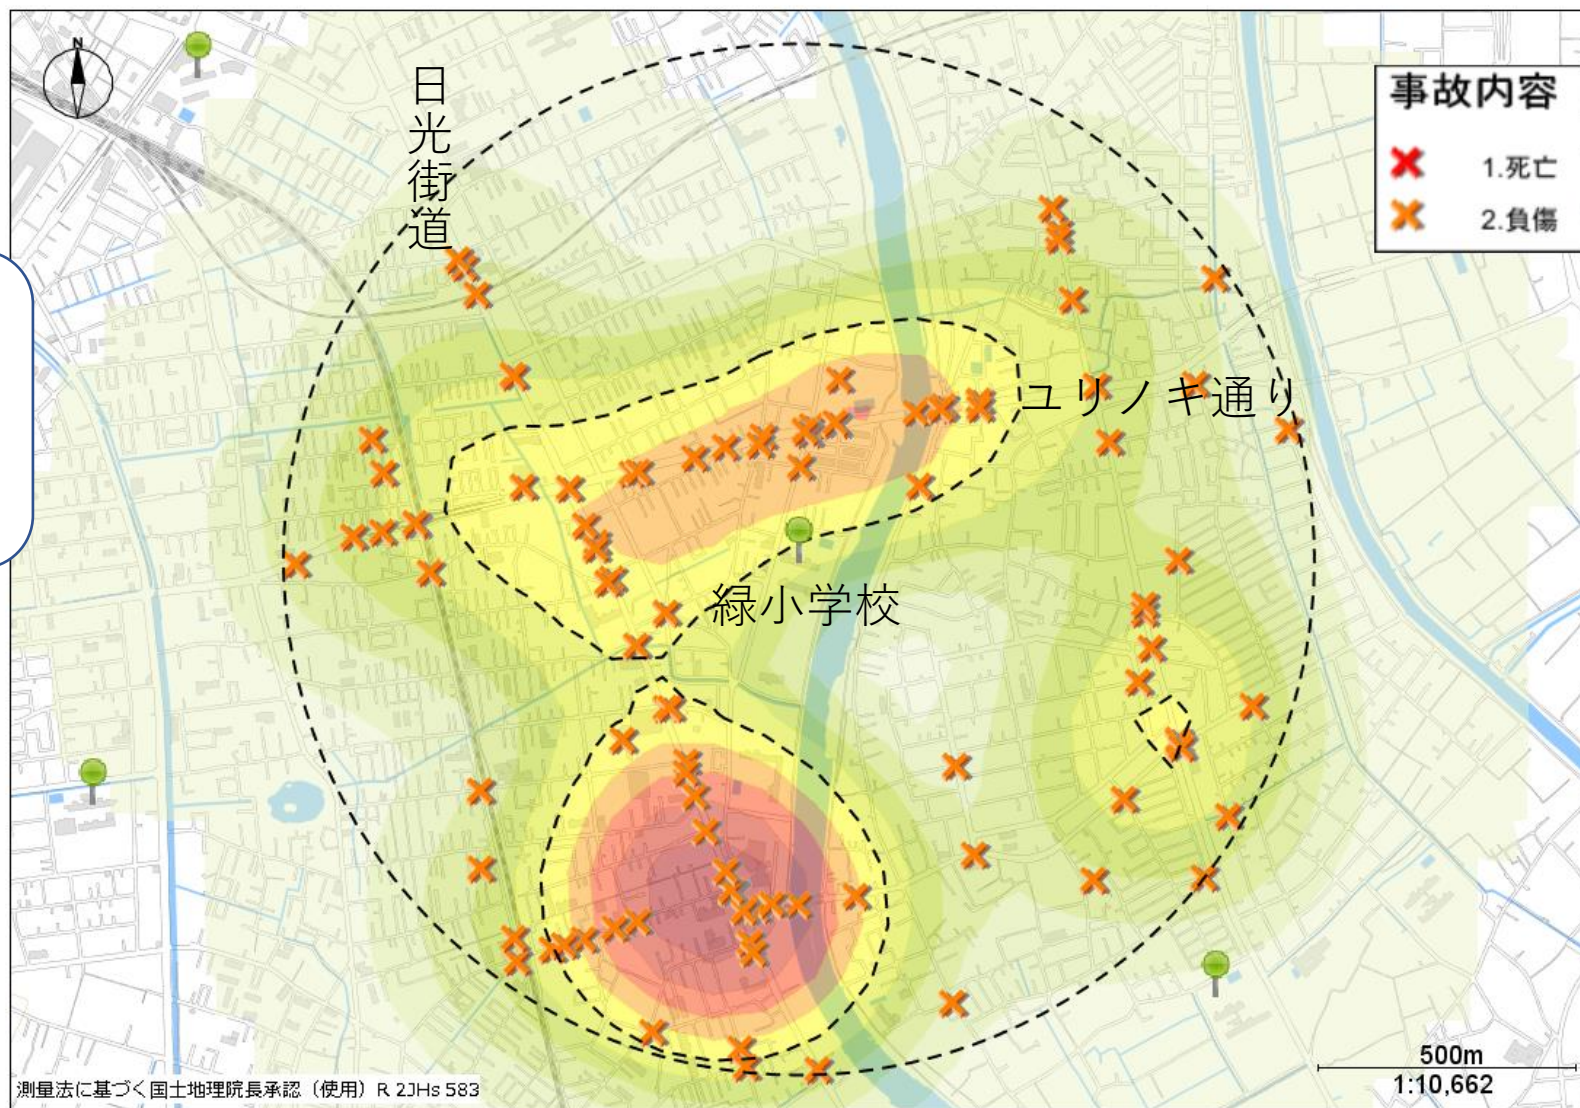 N
日光街道
事故内容
1.死亡
2.負傷
ユリノキ通り
緑小学校
500m
1:10,662
測量法に基づく国土地理院長承認（使用）R 2JHs 583